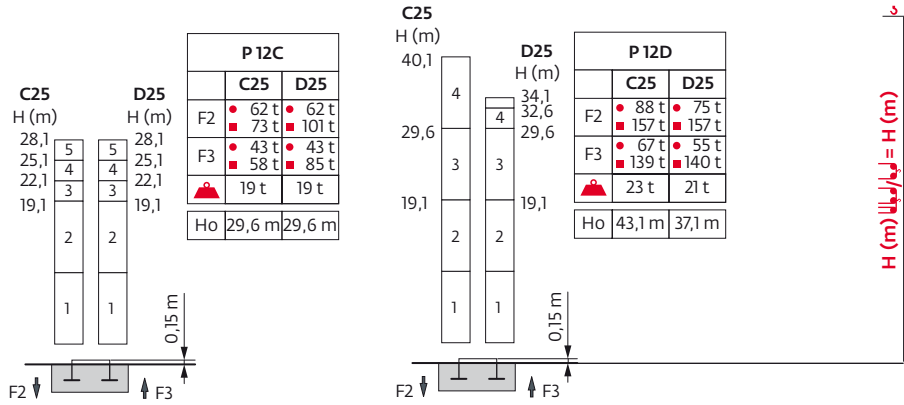 C25
H (m)
28,1
25,1
22,1
19,1
5
4
3
2
1
D25
H (m)
28,1
25,1
22,1
19,1
5
4
3
2
1
P 12C
C25 D25
F2 ● 62 t ● 62 t
■ 73 t ■ 101 t
F3 ● 43 t ● 43 t
■ 58 t ■ 85 t
19 t 19 t
Ho 29,6 m 29,6 m
0,15 m
F2 F3
C25
H (m)
40,1
29,6
19,1
4
3
2
1
D25
H (m)
34,1
32,6
29,6
19,1
4
3
2
1
P 12D
C25 D25
F2 ● 88 t ● 75 t
■ 157 t ■ 157 t
F3 ● 67 t ● 55 t
■ 139 t ■ 140 t
23 t 21 t
Ho 43,1 m 37,1 m
0,15 m
F2 F3
H (m) / = H (m)